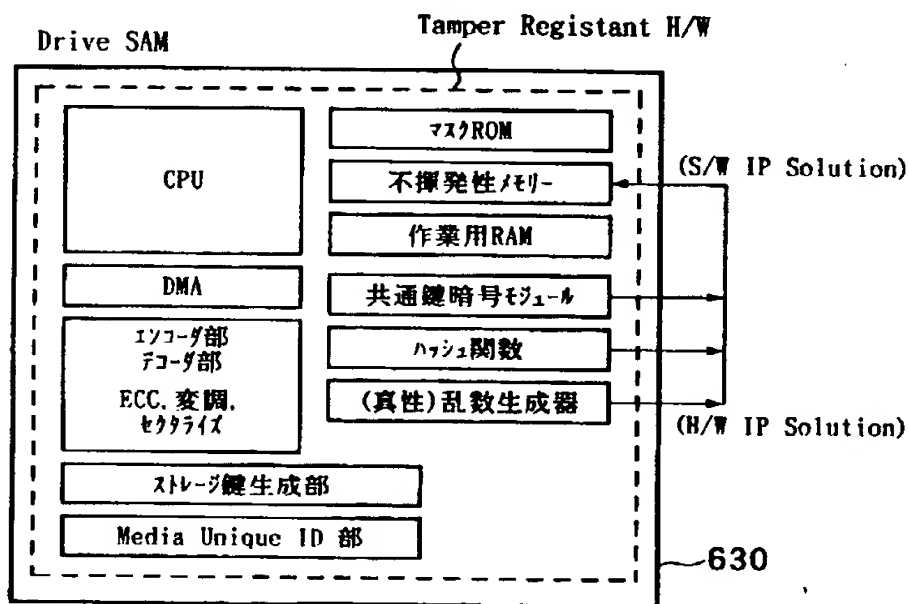 Tamper Registant H/W
Drive SAM
CPU
マスクROM
不揮発性メモリー
(S/W IP Solution)
作業用RAM
DMA
共通鍵暗号モジュール
エンコーダ部
デコーダ部
ECC, 変調,
セクタライズ
ハッシュ関数
(真性)乱数生成器
(H/W IP Solution)
ストレージ鍵生成部
Media Unique ID 部
630